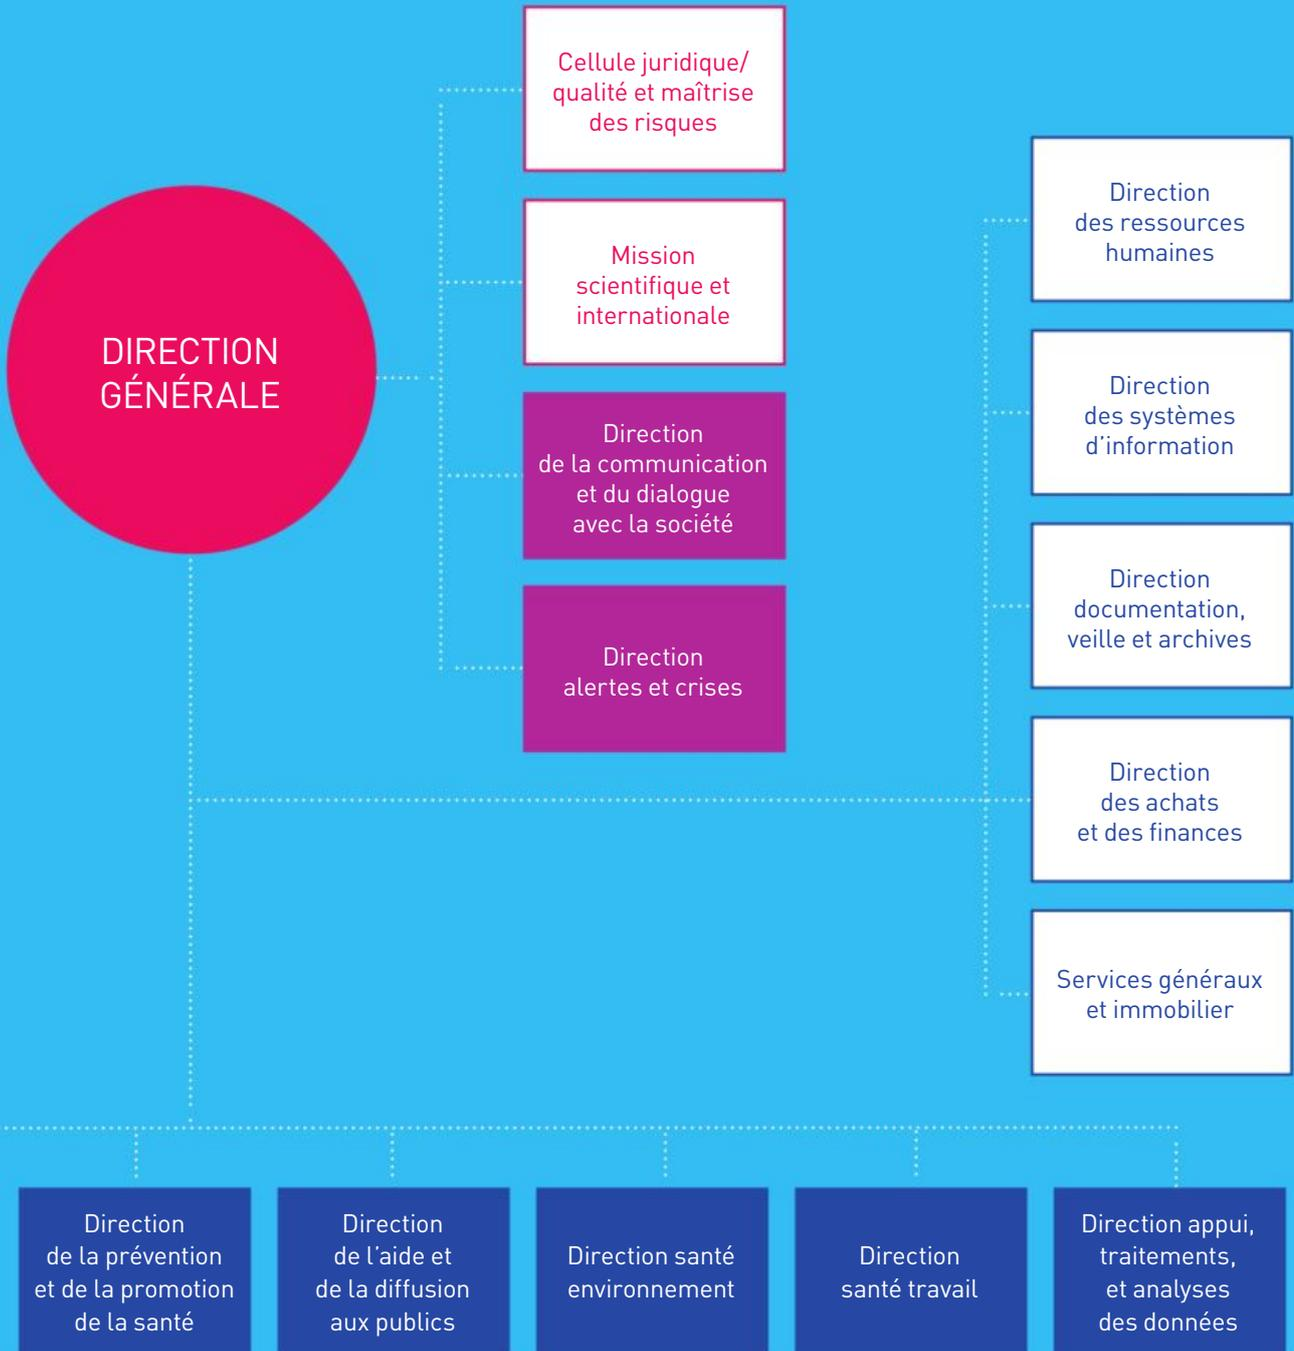 Cellule juridique/
qualité et maîtrise
des risques
Direction
des ressources
humaines
Mission
scientifique et
internationale
DIRECTION
GÉNÉRALE
Direction
des systèmes
d’information
Direction
de la communication
et du dialogue
avec la société
Direction
documentation,
veille et archives
Direction
alertes et crises
Direction
des achats
et des finances
Services généraux
et immobilier
Direction
de la prévention
et de la promotion
de la santé
Direction
de l’aide et
de la diffusion
aux publics
Direction santé
environnement
Direction
santé travail
Direction appui,
traitements,
et analyses
des données